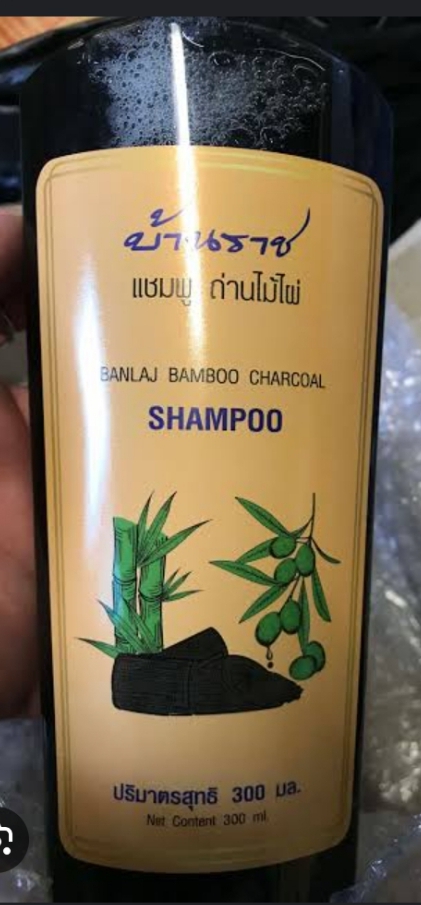 บ้านราช
แชมพู ถ่านไม้ไผ่
BANLAJ BAMBOO CHARCOAL
SHAMPOO
ปริมาตรสุทธิ 300 มล.
Net Content 300 ml.